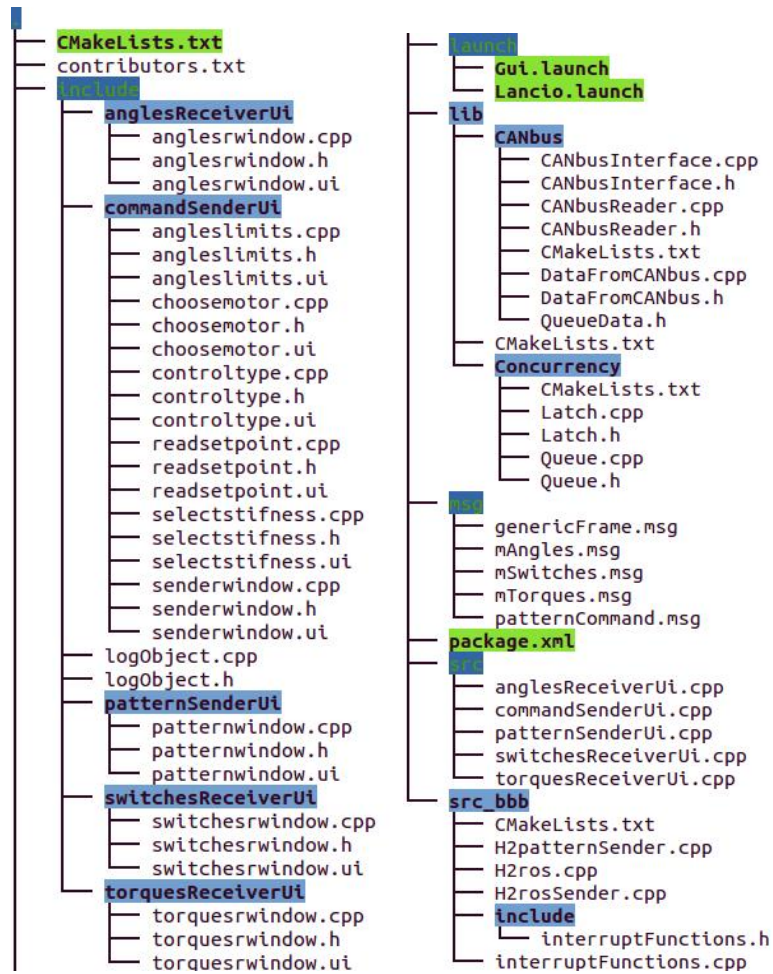 .
CMakeLists.txt
contributors.txt
include
anglesReceiverUi
anglesrwindow.cpp
anglesrwindow.h
anglesrwindow.ui
commandSenderUi
angleslimits.cpp
angleslimits.h
angleslimits.ui
choosemotor.cpp
choosemotor.h
choosemotor.ui
controltype.cpp
controltype.h
controltype.ui
readsetpoint.cpp
readsetpoint.h
readsetpoint.ui
selectstifness.cpp
selectstifness.h
selectstifness.ui
senderwindow.cpp
senderwindow.h
senderwindow.ui
logObject.cpp
logObject.h
patternSenderUi
patternwindow.cpp
patternwindow.h
patternwindow.ui
switchesReceiverUi
switchesrwindow.cpp
switchesrwindow.h
switchesrwindow.ui
torquesReceiverUi
torquesrwindow.cpp
torquesrwindow.h
torquesrwindow.ui
launch
Gui.launch
Lancio.launch
lib
CANbus
CANbusInterface.cpp
CANbusInterface.h
CANbusReader.cpp
CANbusReader.h
CMakeLists.txt
DataFromCANbus.cpp
DataFromCANbus.h
QueueData.h
CMakeLists.txt
Concurrency
CMakeLists.txt
Latch.cpp
Latch.h
Queue.cpp
Queue.h
msg
genericFrame.msg
mAngles.msg
mSwitches.msg
mTorques.msg
patternCommand.msg
package.xml
src
anglesReceiverUi.cpp
commandSenderUi.cpp
patternSenderUi.cpp
switchesReceiverUi.cpp
torquesReceiverUi.cpp
src_bbb
CMakeLists.txt
H2patternSender.cpp
H2ros.cpp
H2rosSender.cpp
include
interruptFunctions.h
interruptFunctions.cpp